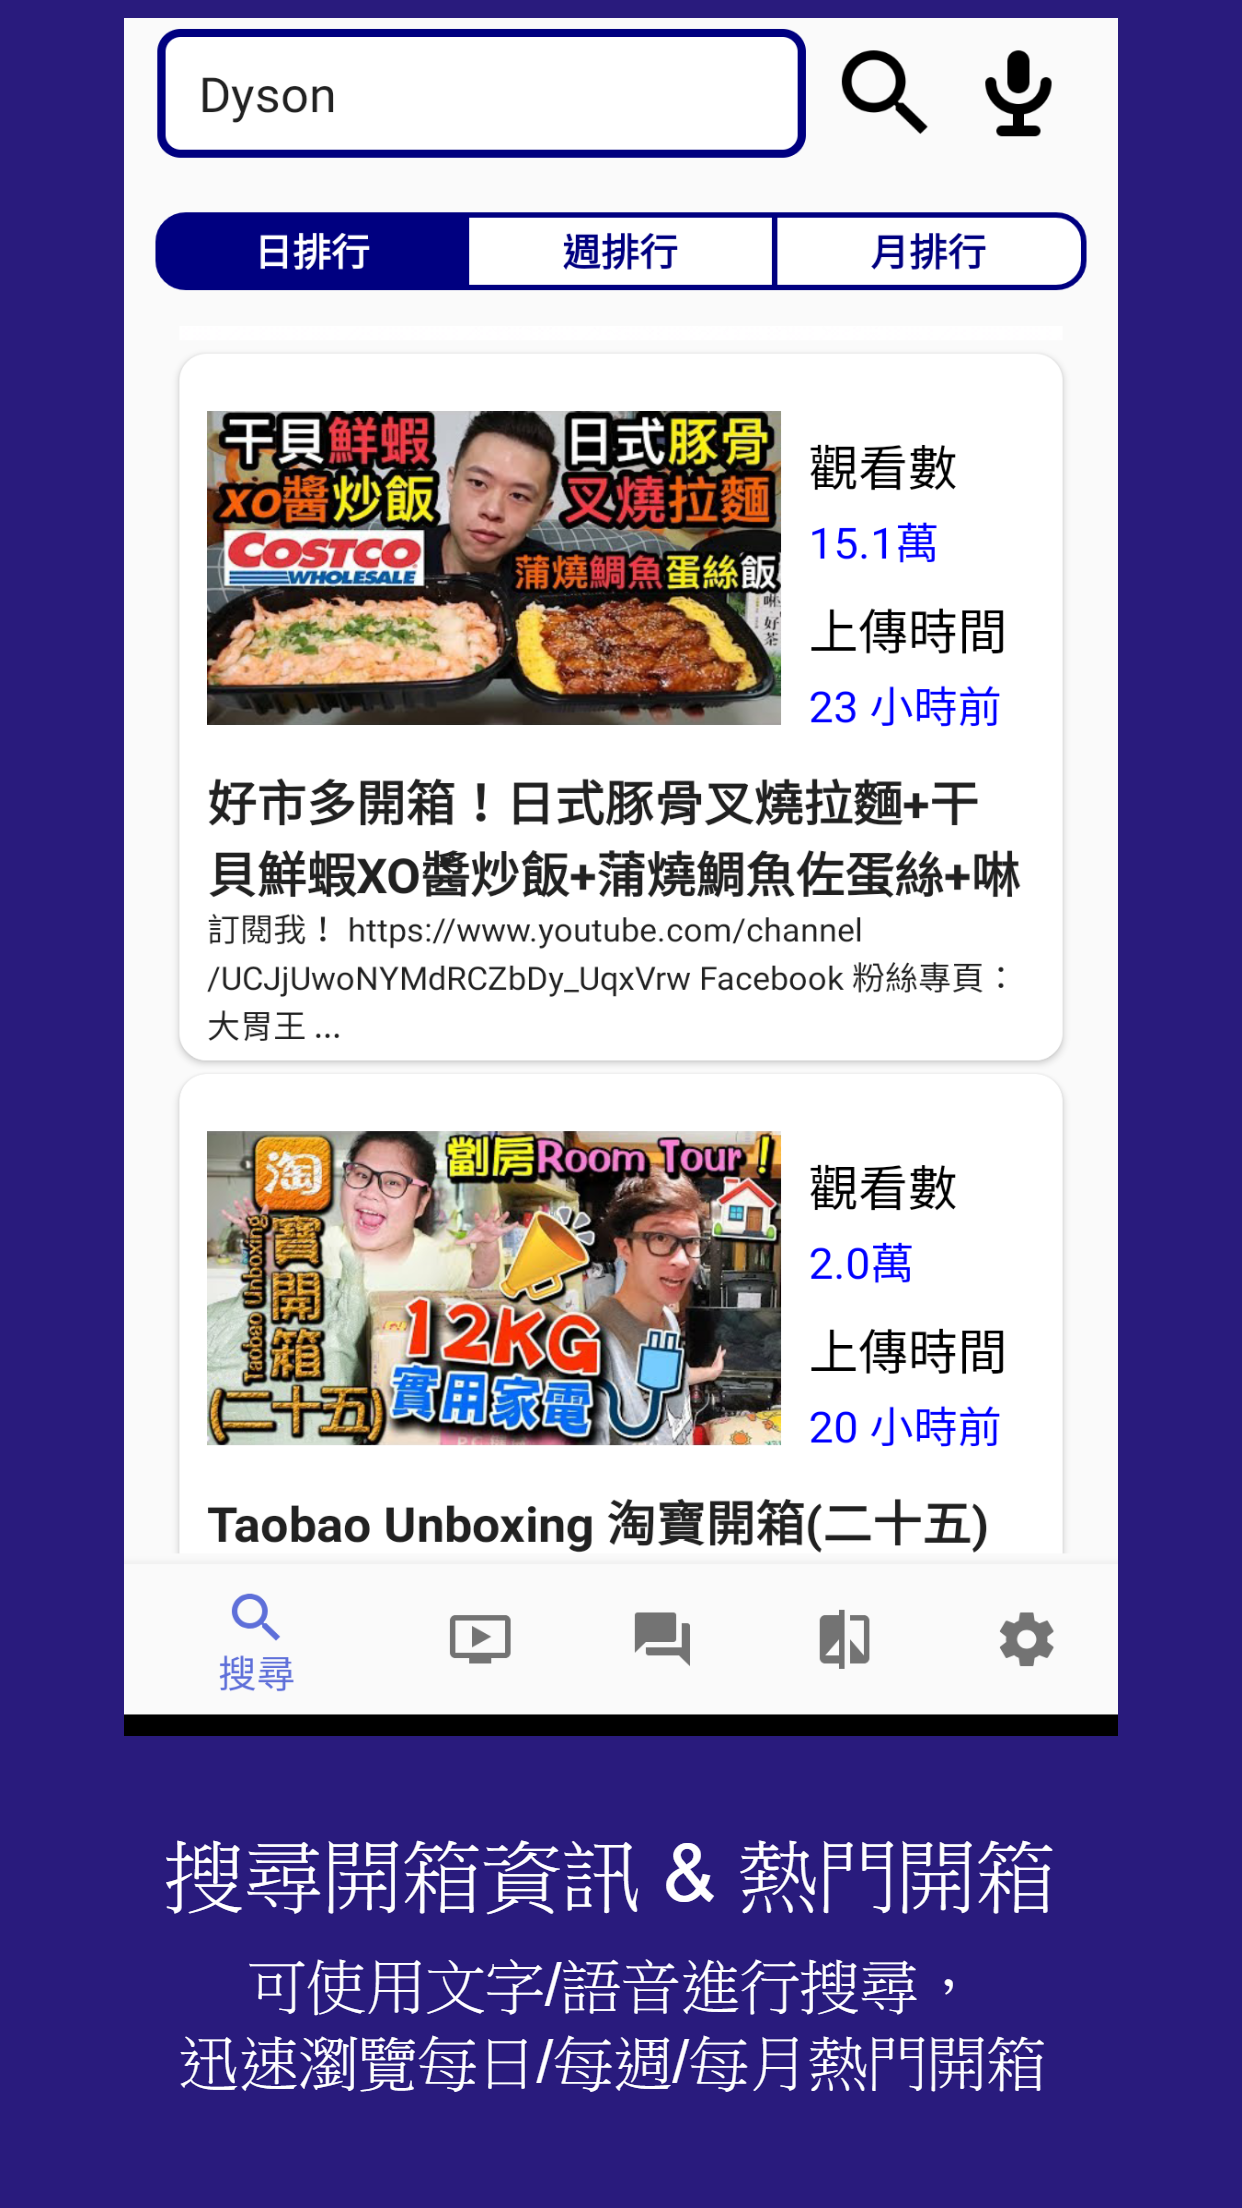 Dyson
日排行
週排行
月排行
干貝鮮蝦
XO醬炒飯
COSTCO
WHOLESALE
日式豚骨
叉燒拉麵
蒲燒鯛魚蛋絲飯
觀看數
15.1萬
上傳時間
23 小時前
好市多開箱！日式豚骨叉燒拉麵+干
貝鮮蝦XO醬炒飯+蒲燒鯛魚佐蛋絲+啉
訂閱我！ https://www.youtube.com/channel
/UCJjUwoNYMdRCZbDy_UqxVrw Facebook 粉絲專頁：
大胃王 ...
淘
寶
開
箱
(二十五)
Taobao Unboxing
劏房Room Tour！
12KG
實用家電
觀看數
2.0萬
上傳時間
20 小時前
Taobao Unboxing 淘寶開箱(二十五)
搜尋
搜尋開箱資訊 & 熱門開箱
可使用文字/語音進行搜尋，
迅速瀏覽每日/每週/每月熱門開箱